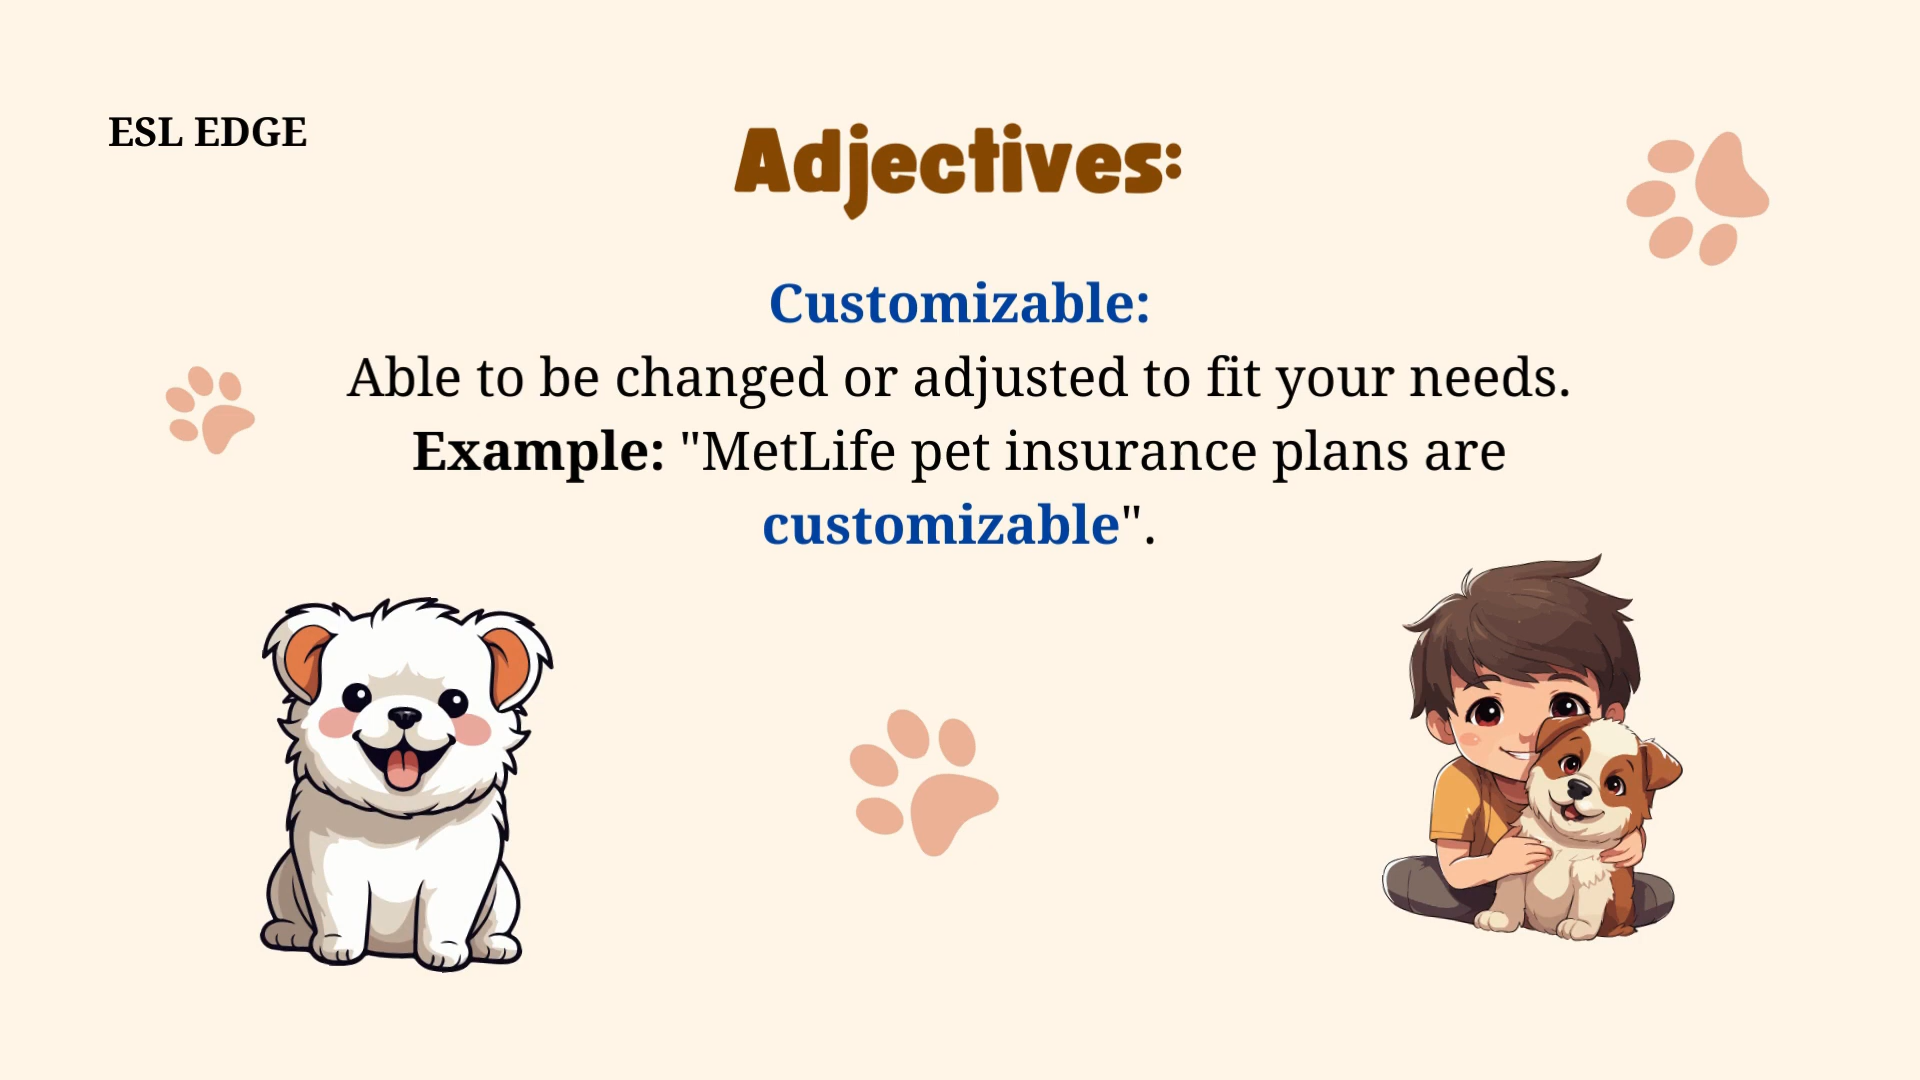 ESL EDGE
Adjectives:
Customizable:
Able to be changed or adjusted to fit your needs.
Example: "MetLife pet insurance plans are
customizable".